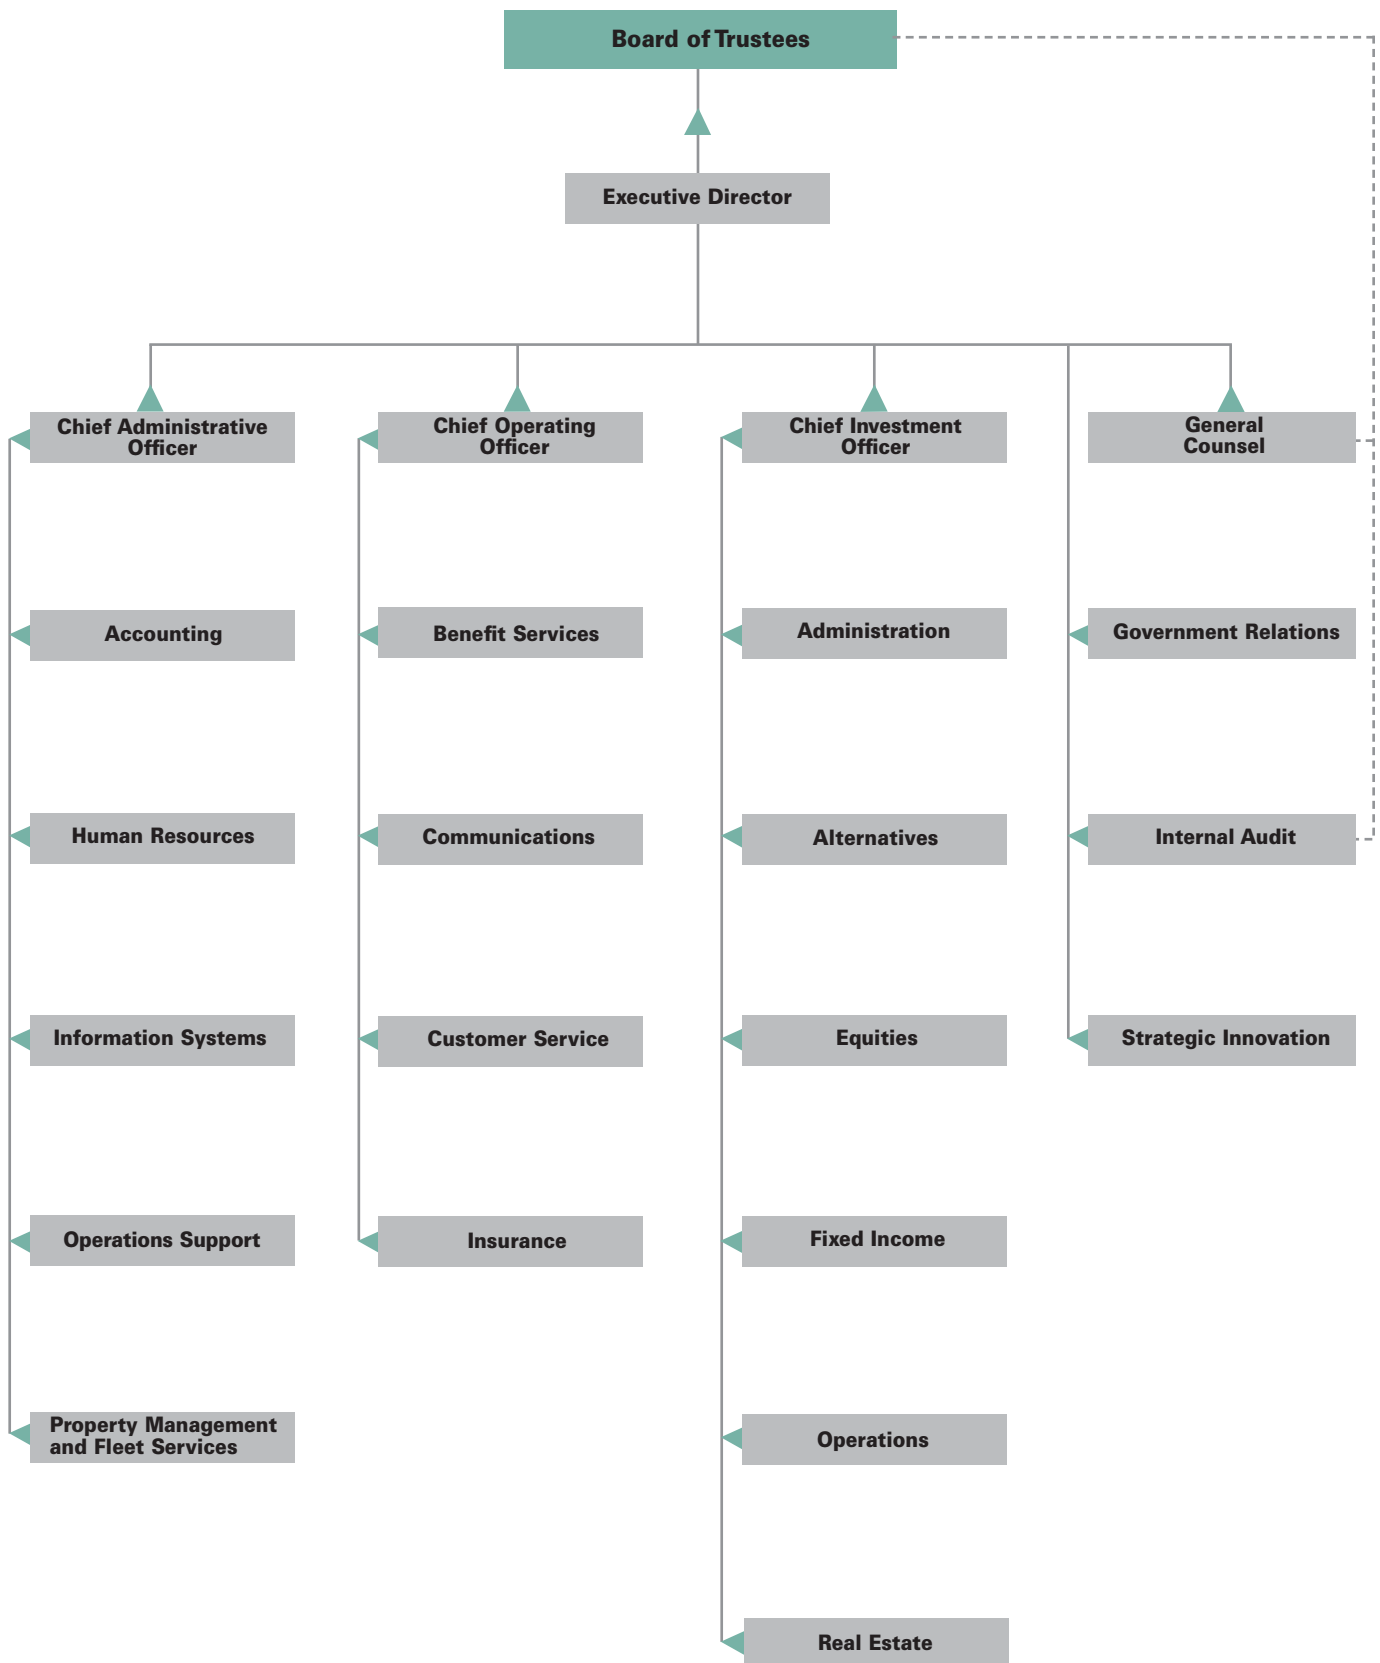 Board of Trustees
Executive Director
Chief Administrative
Officer
Chief Operating
Officer
Chief Investment
Officer
General
Counsel
Accounting
Benefit Services
Administration
Government Relations
Human Resources
Communications
Alternatives
Internal Audit
Information Systems
Customer Service
Equities
Strategic Innovation
Operations Support
Insurance
Fixed Income
Property Management
and Fleet Services
Operations
Real Estate